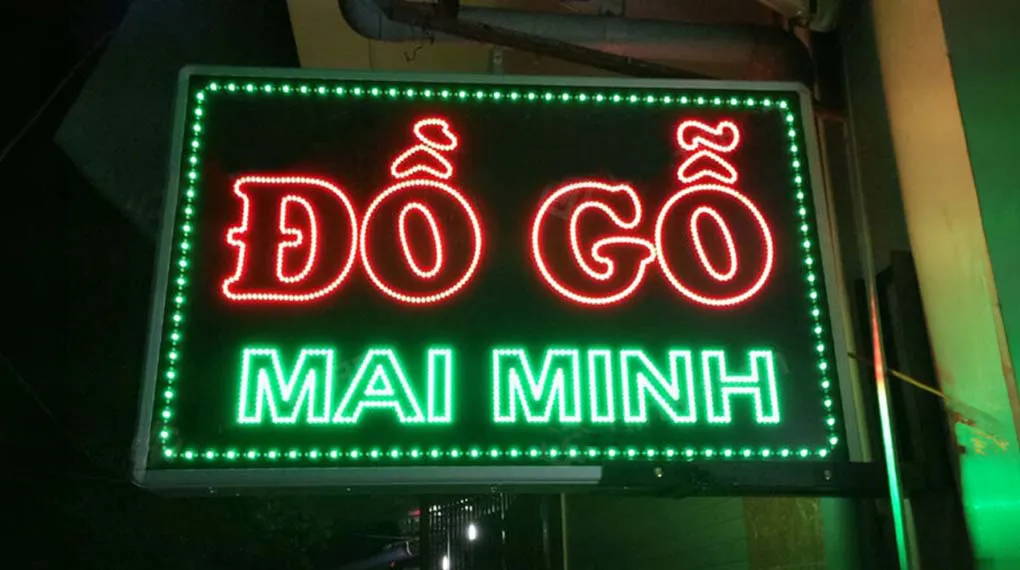 ĐỒ GỖ
MAI MINH